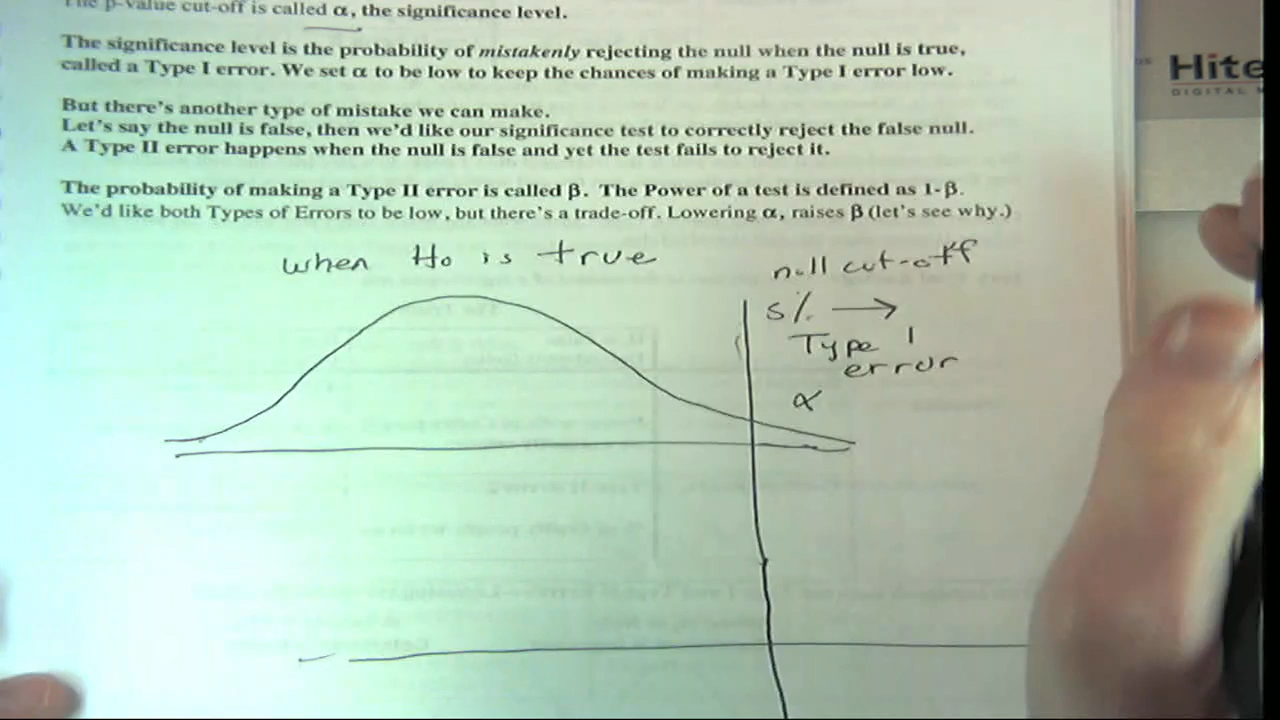 The p-value cut-off is called α, the significance level.
The significance level is the probability of mistakenly rejecting the null when the null is true,
called a Type I error. We set α to be low to keep the chances of making a Type I error low.
But there's another type of mistake we can make.
Let's say the null is false, then we'd like our significance test to correctly reject the false null.
A Type II error happens when the null is false and yet the test fails to reject it.
The probability of making a Type II error is called β. The Power of a test is defined as 1-β.
We'd like both Types of Errors to be low, but there's a trade-off. Lowering α, raises β (let's see why.)
when Ho is true
null cut-off
5% →
Type 1
error
α
Hite
DIGITAL